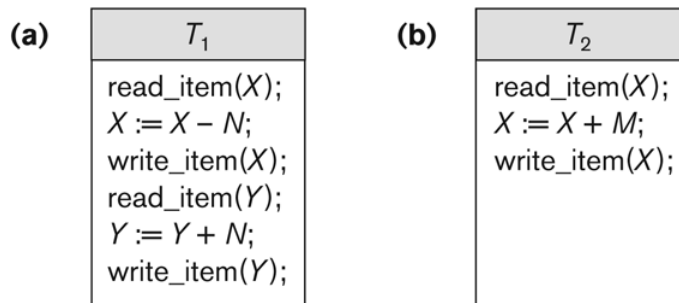 (a)
T1
read_item(X);
X := X – N;
write_item(X);
read_item(Y);
Y := Y + N;
write_item(Y);
(b)
T2
read_item(X);
X := X + M;
write_item(X);